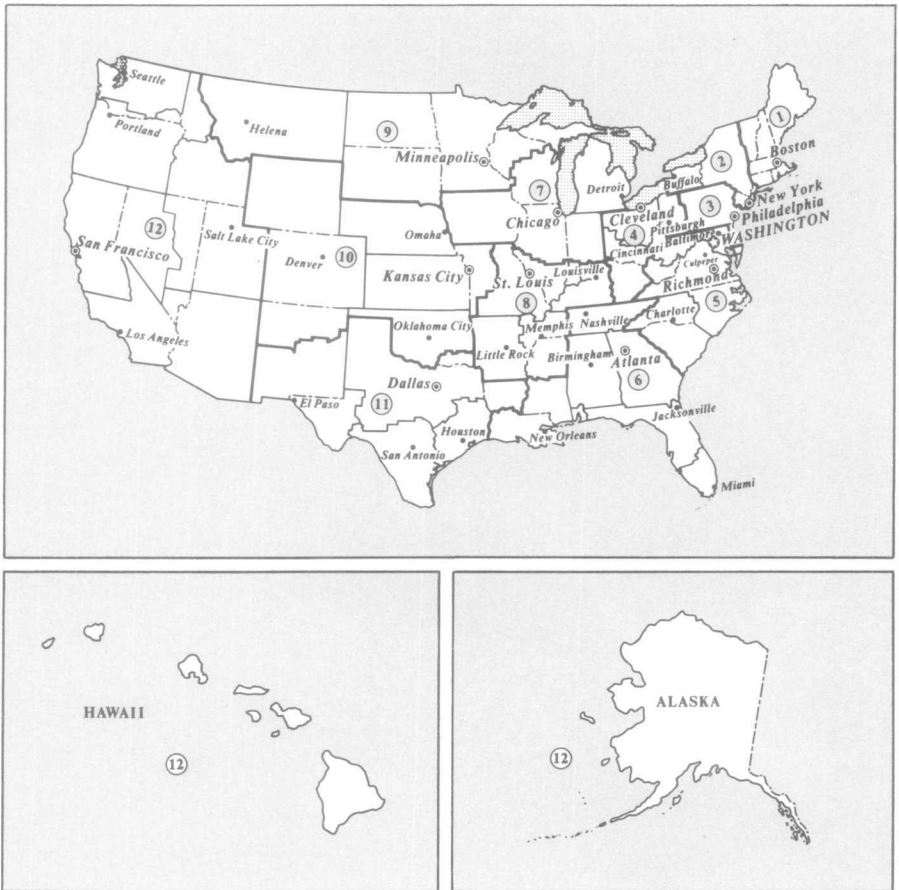 Seattle
Portland
Helena
9
Minneapolis
1
Boston
2
Buffalo
Detroit
7
Chicago
Cleveland
4
3
Pittsburgh
New York
Philadelphia
Baltimore
WASHINGTON
Cincinnati
Culpeper
Richmond
12
San Francisco
Salt Lake City
Omaha
Denver
10
Kansas City
St. Louis
Louisville
8
5
Charlotte
Los Angeles
Oklahoma City
Memphis
Nashville
Little Rock
Birmingham
Atlanta
6
Dallas
11
El Paso
Houston
San Antonio
New Orleans
Jacksonville
Miami
HAWAII
12
ALASKA
12